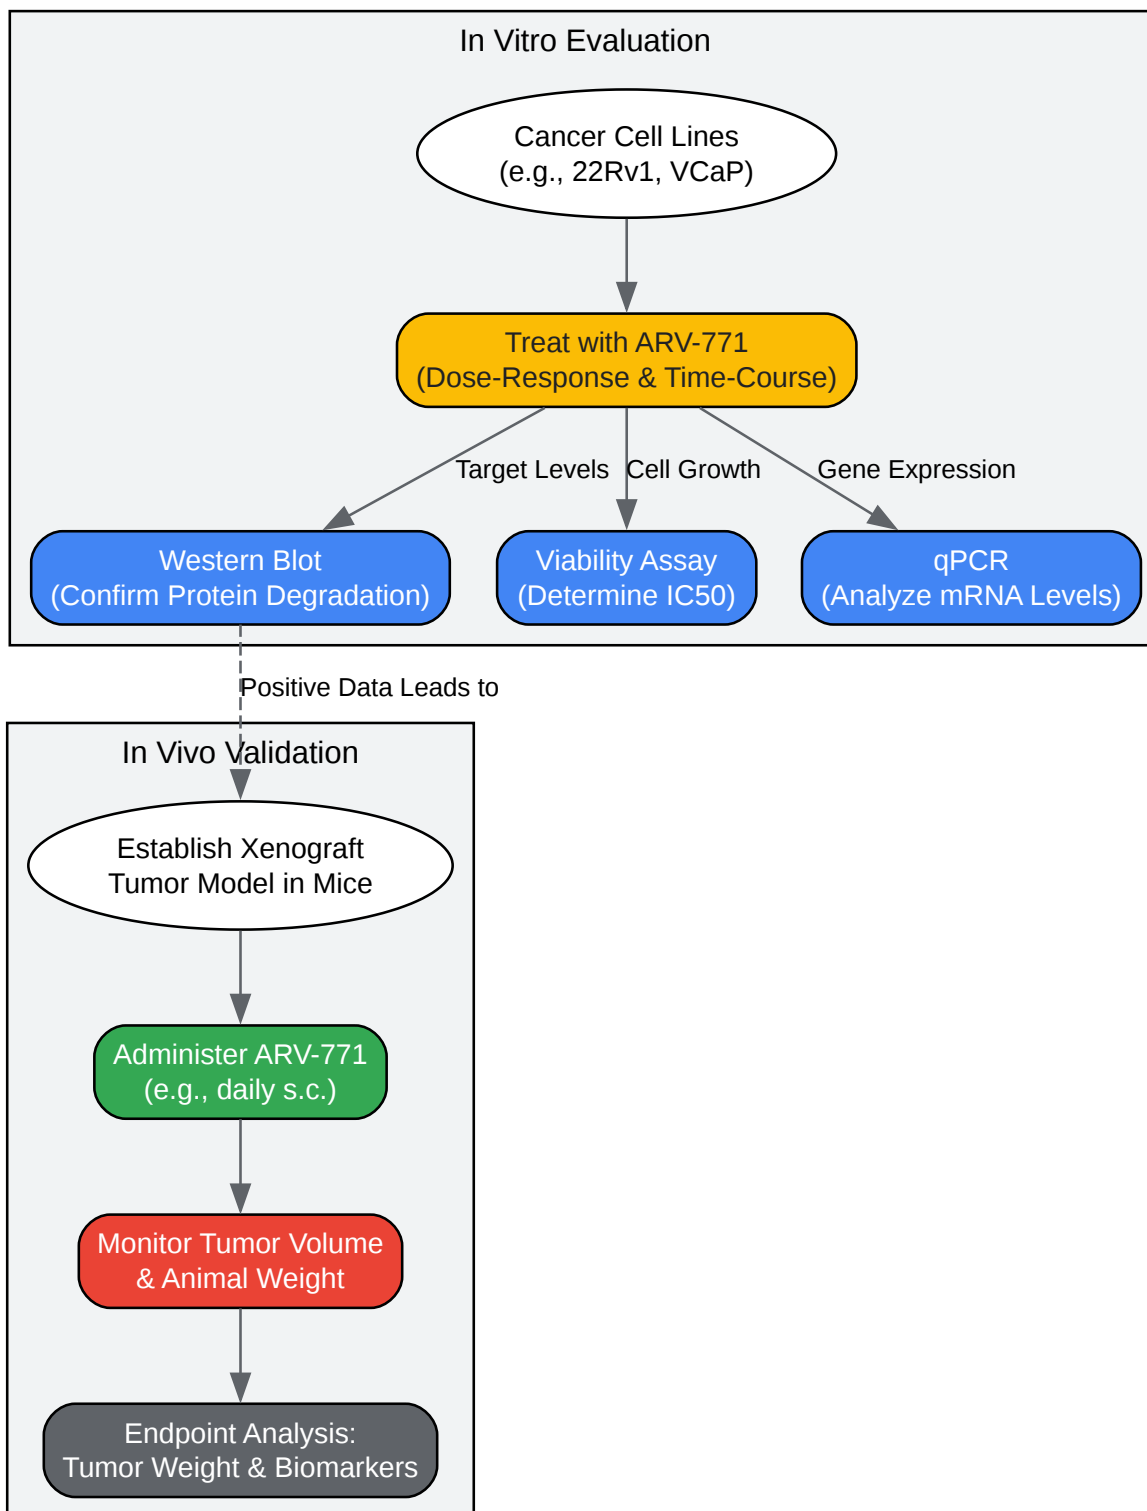 In Vitro Evaluation
Cancer Cell Lines
(e.g., 22Rv1, VCaP)
Treat with ARV-771
(Dose-Response & Time-Course)
Target Levels
Cell Growth
Gene Expression
Western Blot
(Confirm Protein Degradation)
Viability Assay
(Determine IC50)
qPCR
(Analyze mRNA Levels)
Positive Data Leads to
In Vivo Validation
Establish Xenograft
Tumor Model in Mice
Administer ARV-771
(e.g., daily s.c.)
Monitor Tumor Volume
& Animal Weight
Endpoint Analysis:
Tumor Weight & Biomarkers